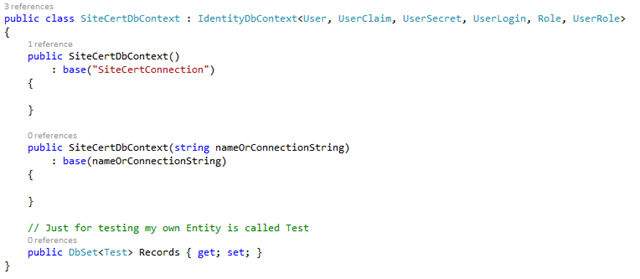 3 references
public class SiteCertDbContext : IdentityDbContext<User, UserClaim, UserSecret, UserLogin, Role, UserRole>
{
1 reference
public SiteCertDbContext()
: base("SiteCertConnection")
{
}
0 references
public SiteCertDbContext(string nameOrConnectionString)
: base(nameOrConnectionString)
{
}
// Just for testing my own Entity is called Test
0 references
public DbSet<Test> Records { get; set; }
}